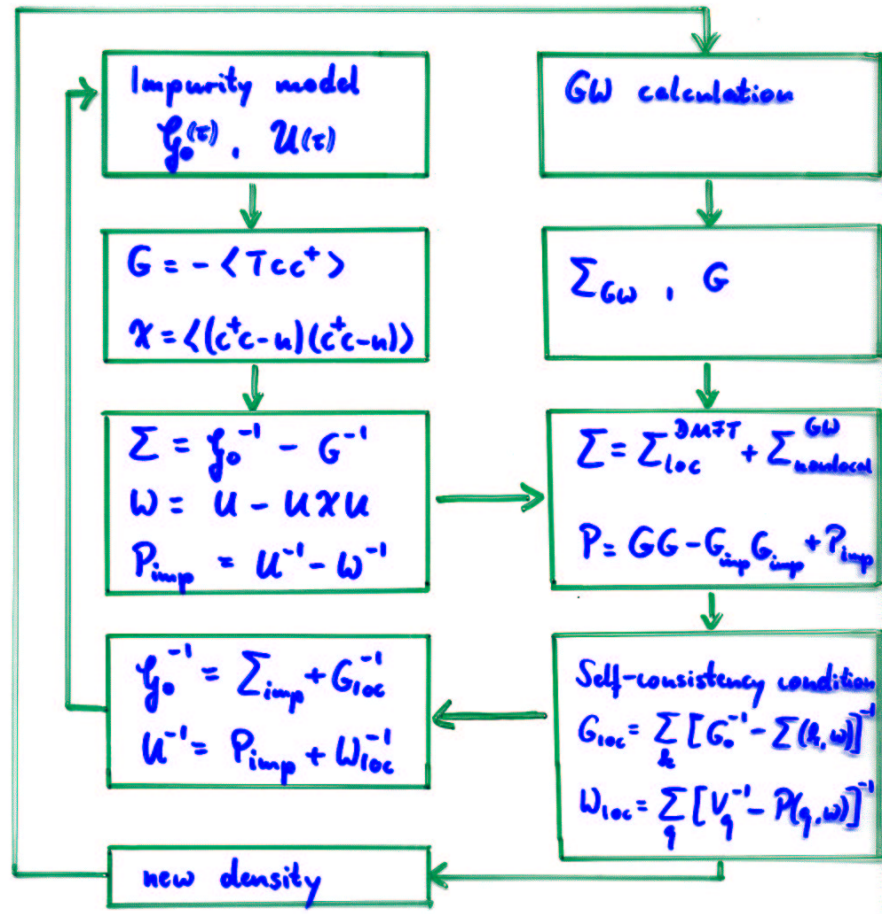 Impurity model
𝒢₀(τ), U(τ)
G = - <Tcc⁺>
χ = <(c⁺c-n)(c⁺c-n)>
Σ = 𝒢₀⁻¹ - G⁻¹
W = U - UχU
P_imp = U⁻¹ - W⁻¹
𝒢₀⁻¹ = Σ_imp + G_loc⁻¹
U⁻¹ = P_imp + W_loc⁻¹
new density
GW calculation
Σ_GW , G
Σ = Σ_loc^DMFT + Σ_nonlocal^GW
P = GG - G_imp G_imp + P_imp
Self-consistency condition
G_loc = Σ_k [G₀⁻¹ - Σ(k,ω)]⁻¹
W_loc = Σ_q [V_q⁻¹ - P(q,ω)]⁻¹